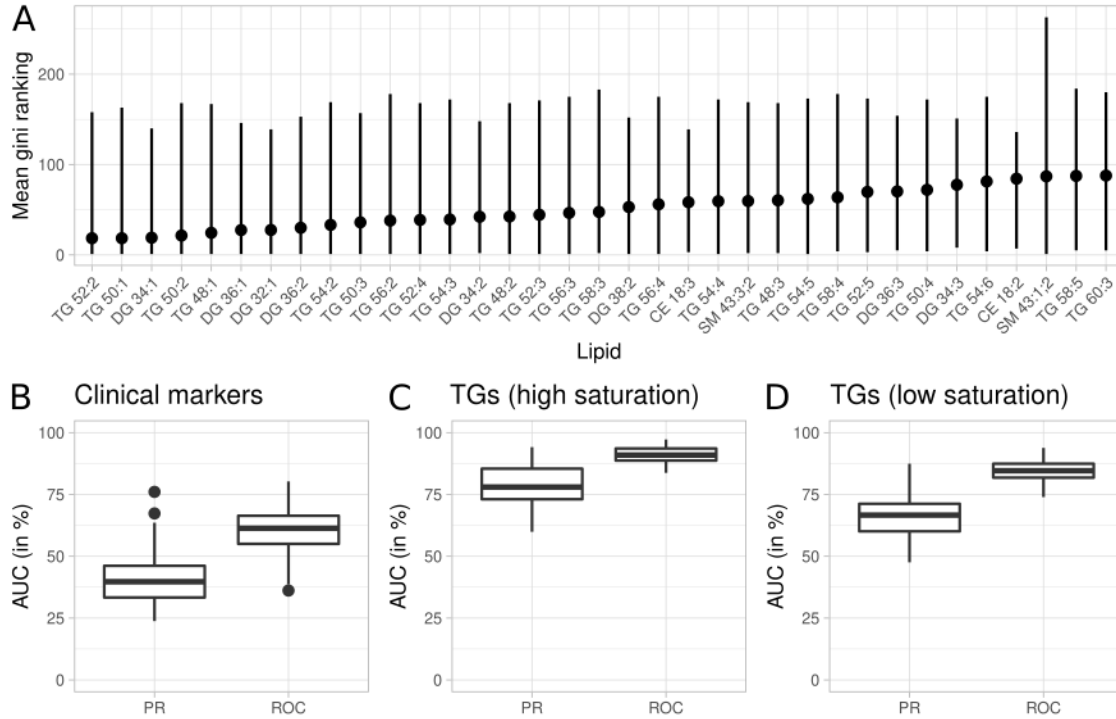 A
Mean gini ranking
200
100
0
TG 52:2
TG 50:1
DG 34:1
TG 50:2
TG 48:1
DG 36:1
DG 32:1
DG 36:2
TG 54:2
TG 50:3
TG 56:2
TG 52:4
TG 54:3
DG 34:2
TG 48:2
TG 52:3
TG 56:3
TG 58:3
DG 38:2
TG 56:4
CE 18:3
TG 54:4
SM 43:3:2
TG 48:3
TG 54:5
TG 58:4
TG 52:5
DG 36:3
TG 50:4
DG 34:3
TG 54:6
CE 18:2
SM 43:1:2
TG 58:5
TG 60:3
Lipid
B Clinical markers
AUC (in %)
100
75
50
25
0
PR ROC
C TGs (high saturation)
AUC (in %)
100
75
50
25
0
PR ROC
D TGs (low saturation)
AUC (in %)
100
75
50
25
0
PR ROC